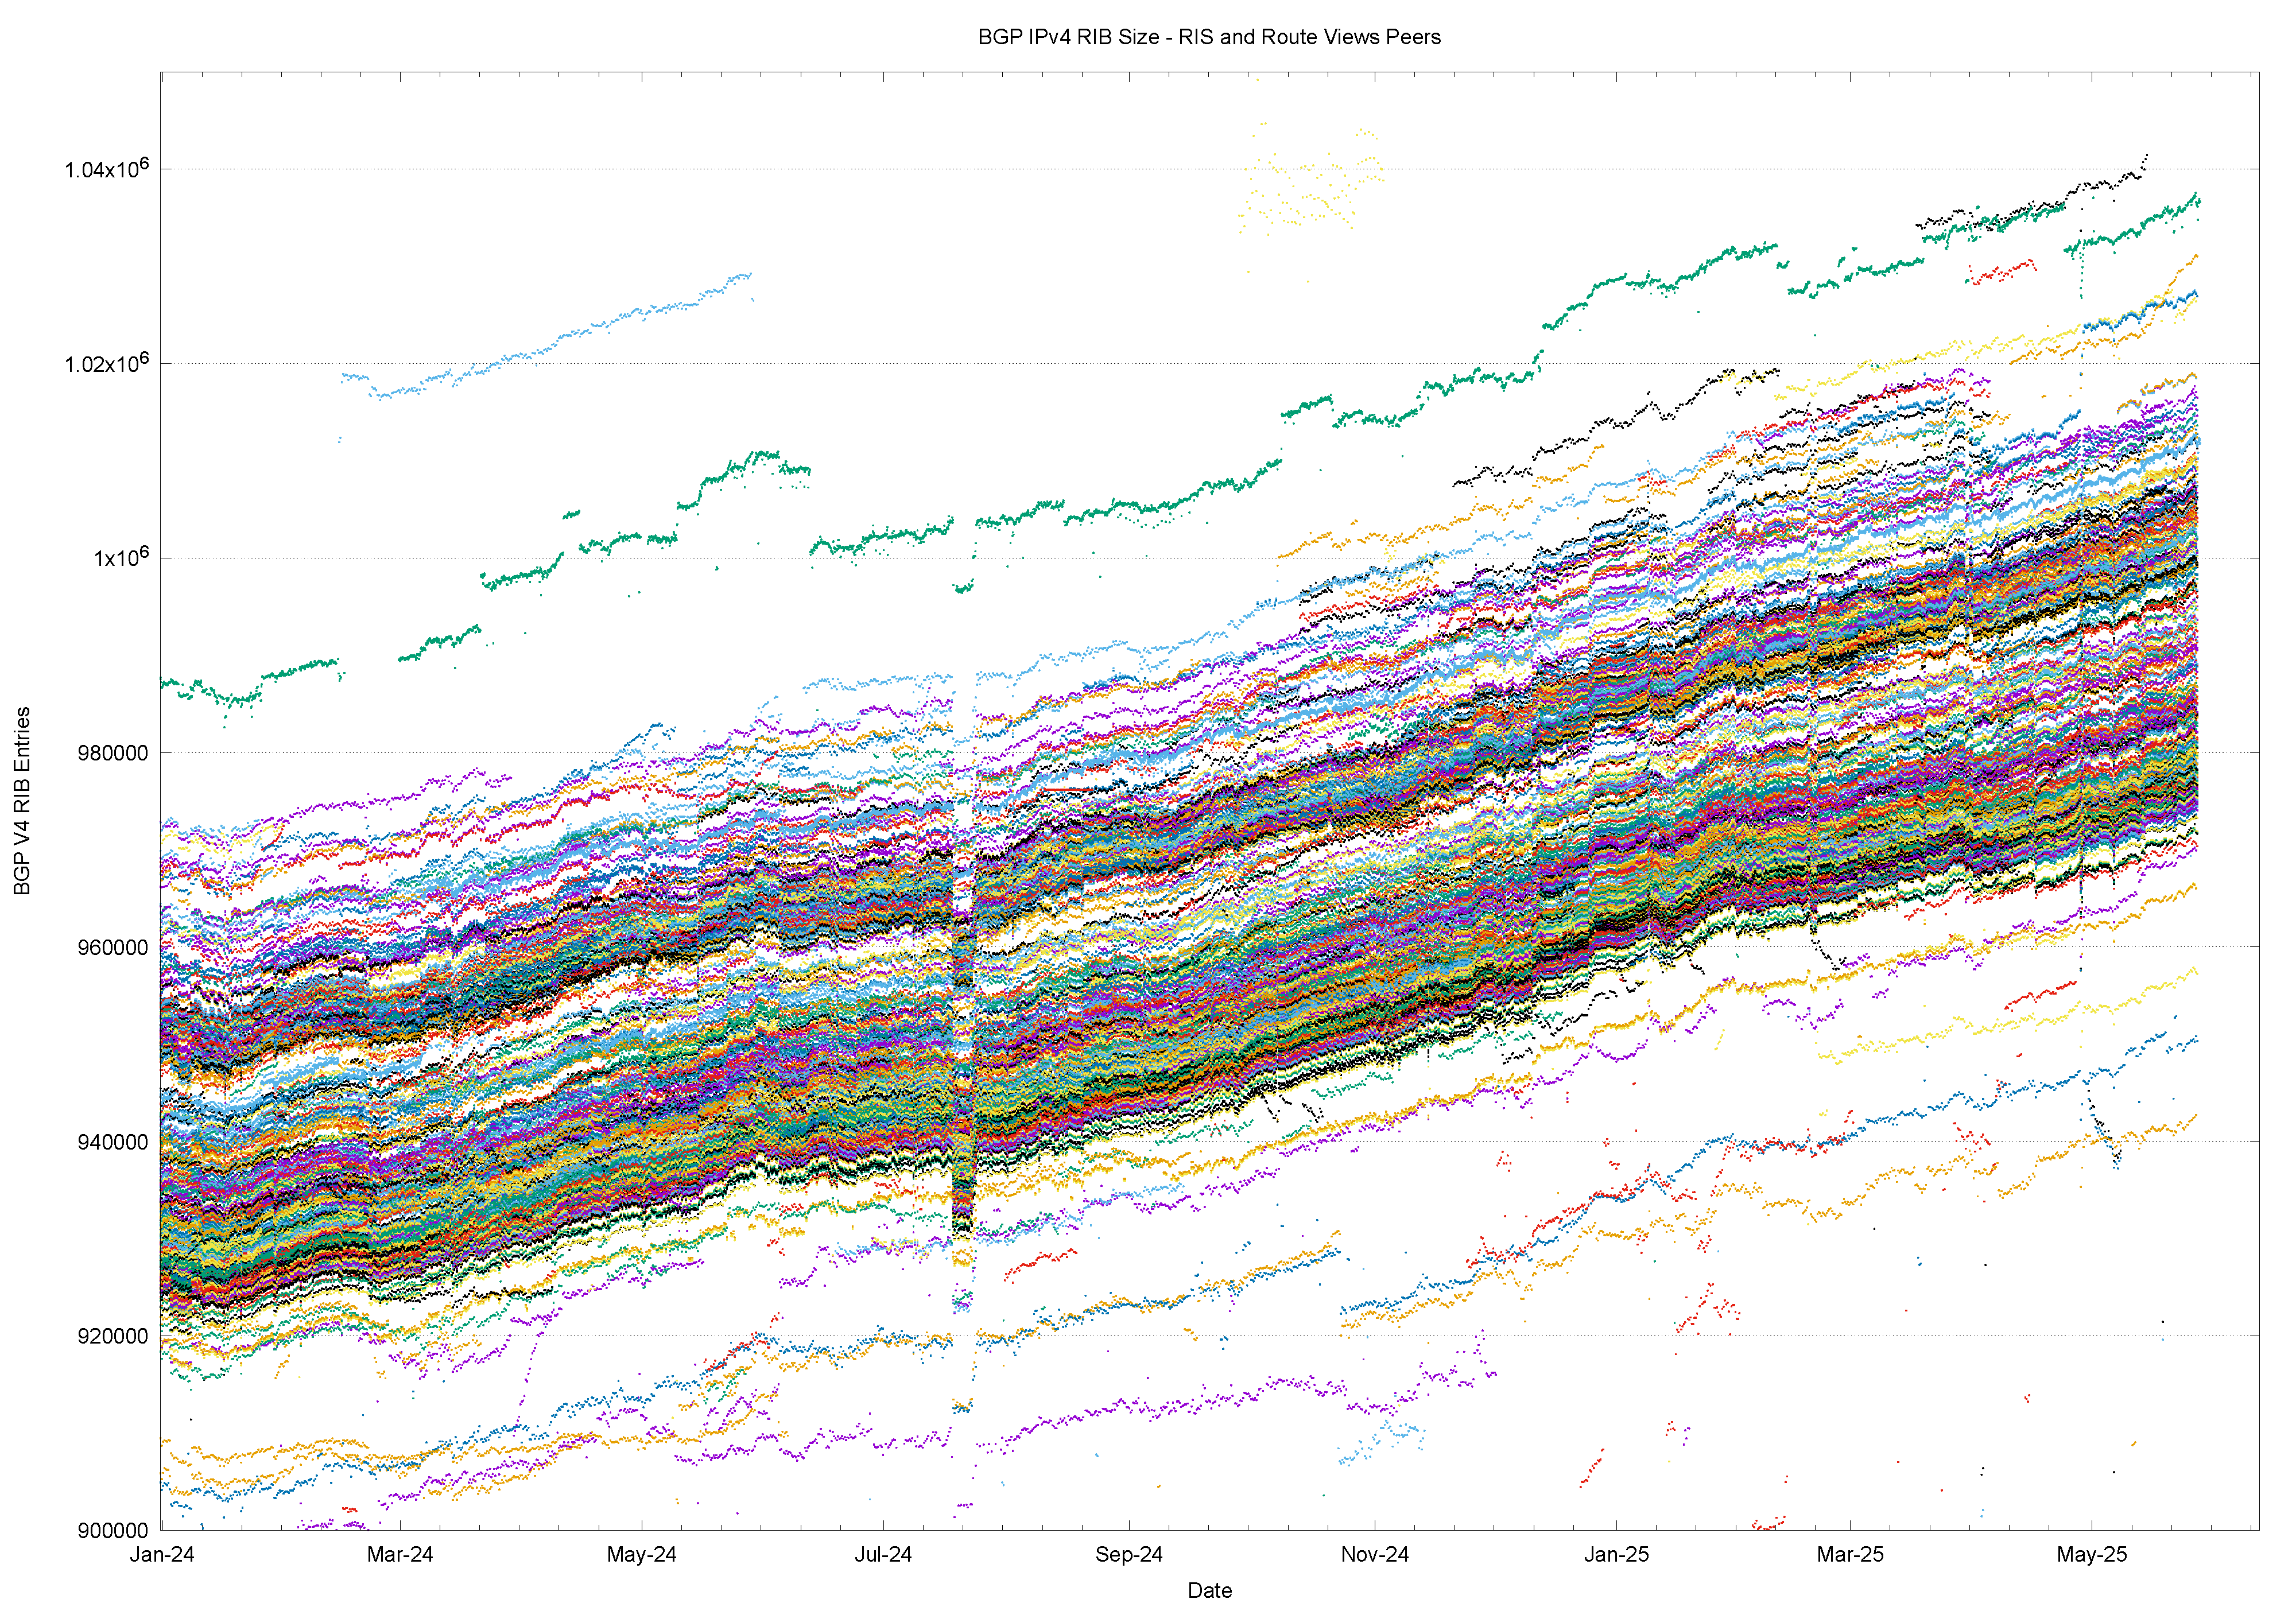 BGP IPv4 RIB Size - RIS and Route Views Peers
BGP V4 RIB Entries
1.04x10⁶
1.02x10⁶
1x10⁶
980000
960000
940000
920000
900000
Jan-24 Mar-24 May-24 Jul-24 Sep-24 Nov-24 Jan-25 Mar-25 May-25
Date